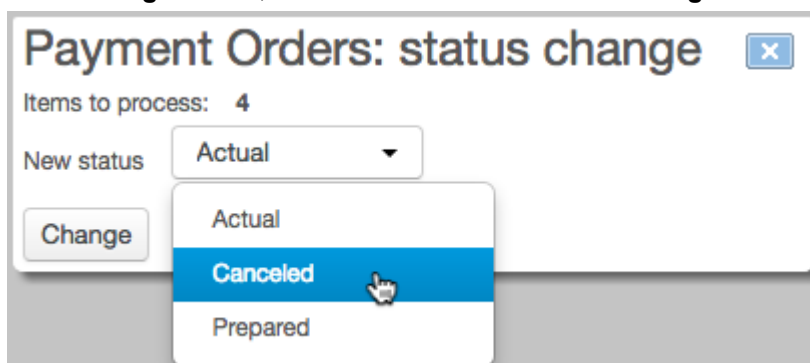 Payment Orders: status change
Items to process: 4
New status Actual
Actual
Change
Canceled
Prepared